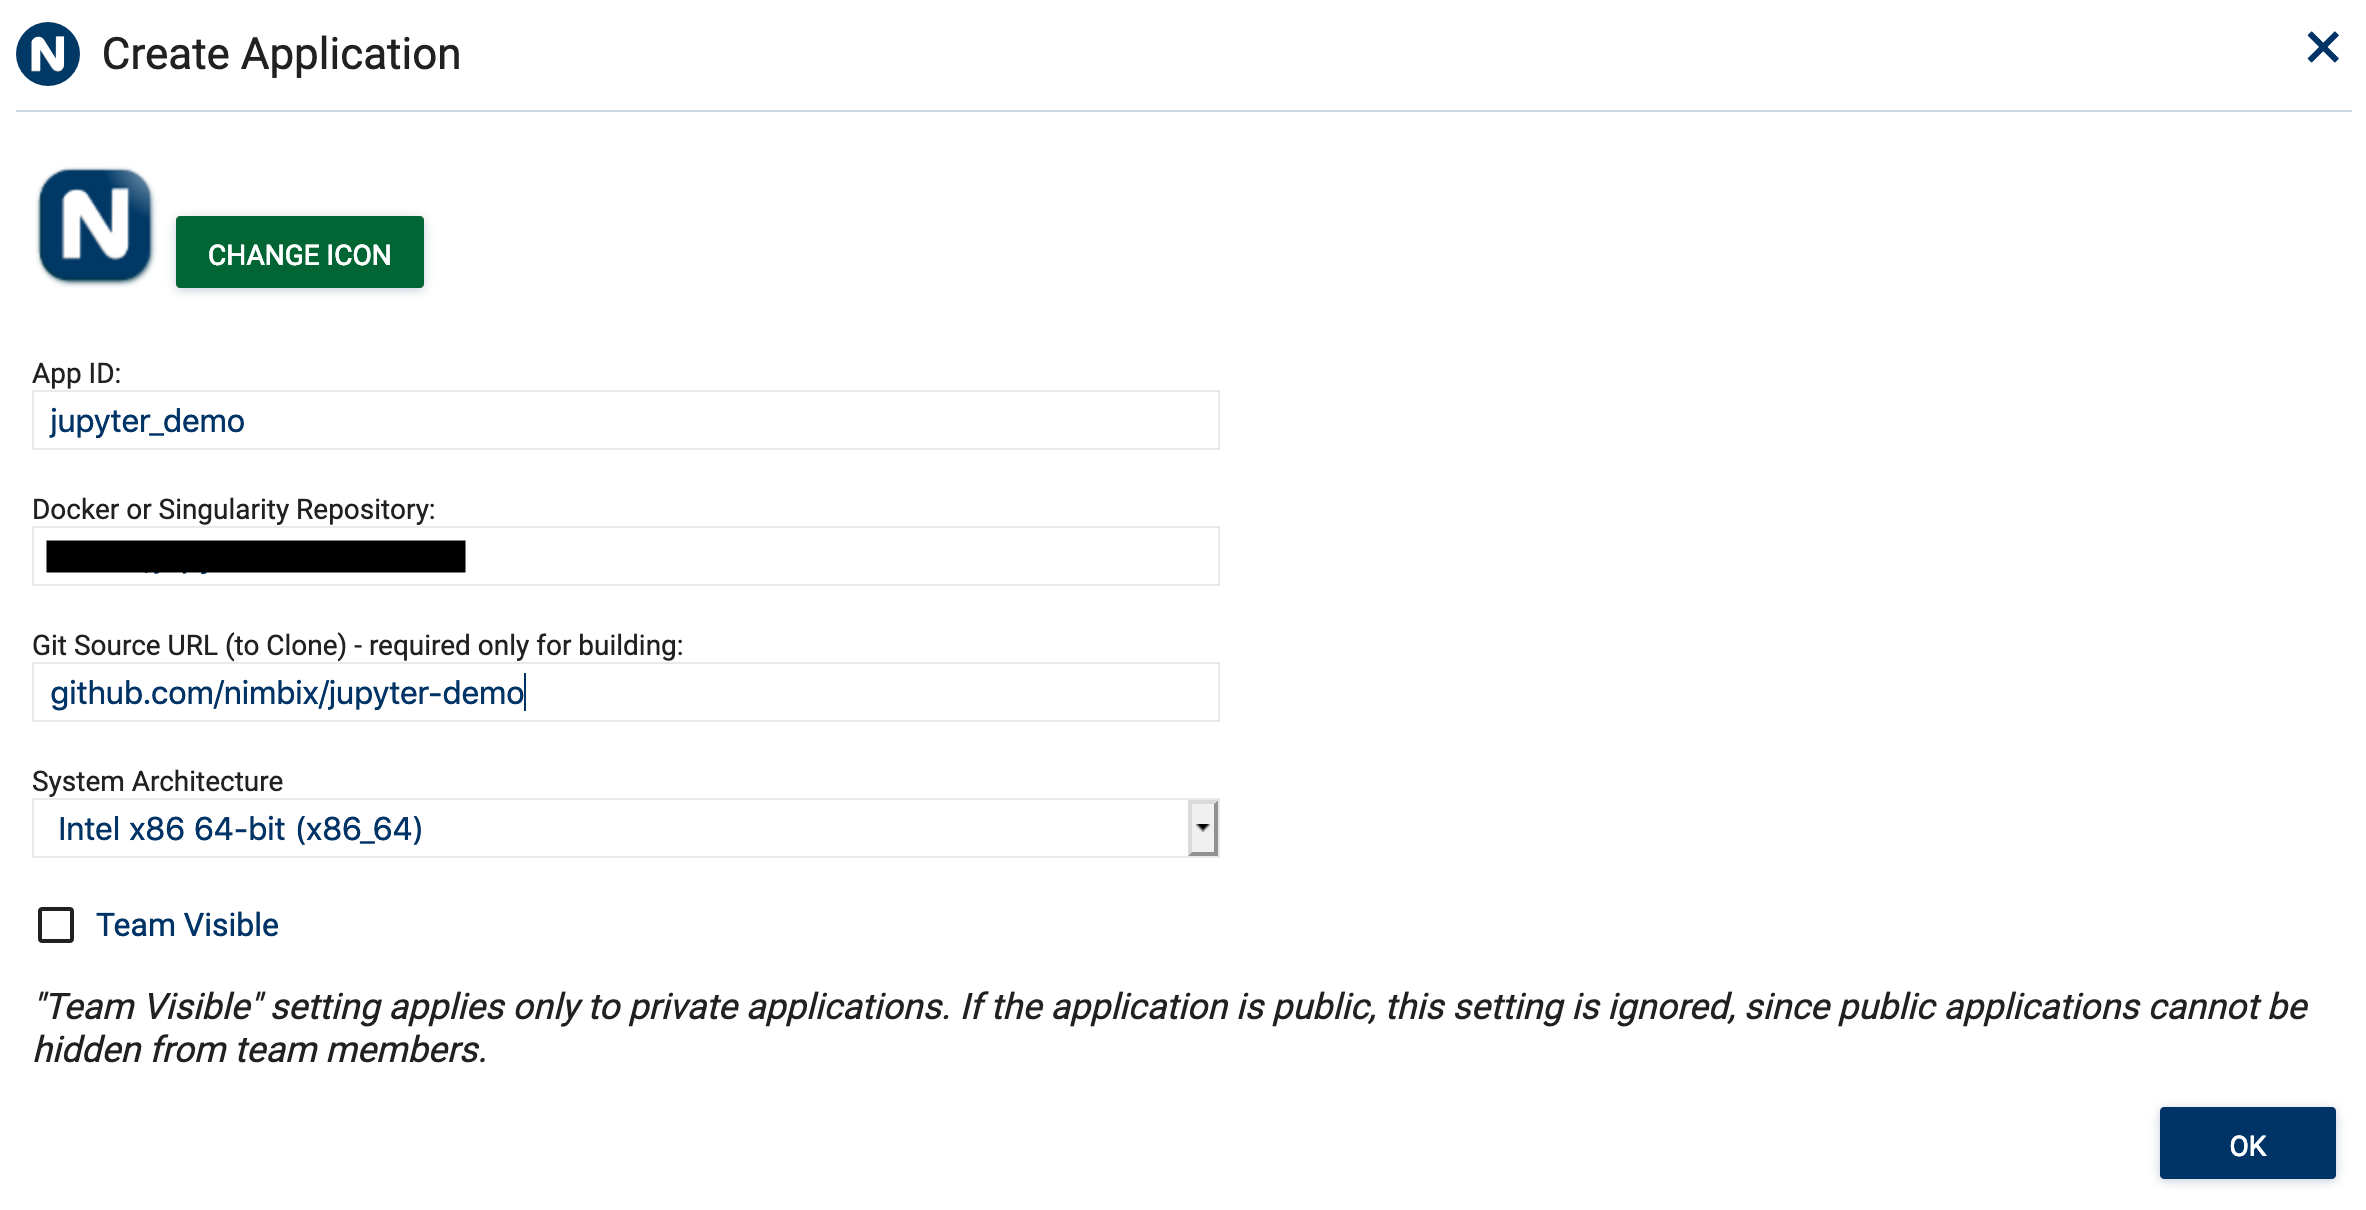 N Create Application
N
CHANGE ICON
App ID:
jupyter_demo
Docker or Singularity Repository:
Git Source URL (to Clone) - required only for building:
github.com/nimbix/jupyter-demo
System Architecture
Intel x86 64-bit (x86_64)
Team Visible
"Team Visible" setting applies only to private applications. If the application is public, this setting is ignored, since public applications cannot be
hidden from team members.
OK